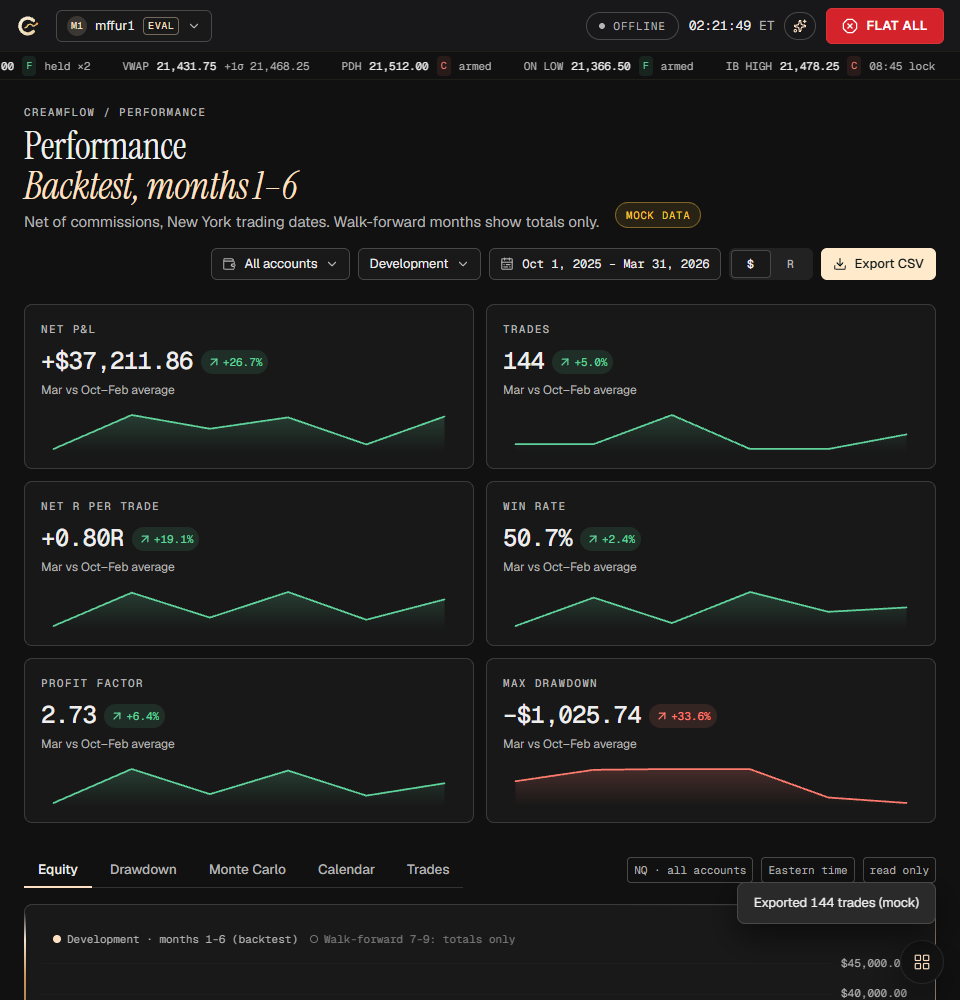 M1 mffur1 EVAL
OFFLINE 02:21:49 ET FLAT ALL
00 F held ×2 VWAP 21,431.75 +1σ 21,468.25 PDH 21,512.00 C armed ON LOW 21,366.50 F armed IB HIGH 21,478.25 C 08:45 lock
CREAMFLOW / PERFORMANCE
Performance
Backtest, months 1–6
Net of commissions, New York trading dates. Walk-forward months show totals only. MOCK DATA
All accounts Development Oct 1, 2025 – Mar 31, 2026 $ R Export CSV
NET P&L
+$37,211.86 +26.7%
Mar vs Oct–Feb average
TRADES
144 +5.0%
Mar vs Oct–Feb average
NET R PER TRADE
+0.80R +19.1%
Mar vs Oct–Feb average
WIN RATE
50.7% +2.4%
Mar vs Oct–Feb average
PROFIT FACTOR
2.73 +6.4%
Mar vs Oct–Feb average
MAX DRAWDOWN
−$1,025.74 +33.6%
Mar vs Oct–Feb average
Equity Drawdown Monte Carlo Calendar Trades
NQ · all accounts Eastern time read only
Exported 144 trades (mock)
Development · months 1–6 (backtest) Walk-forward 7–9: totals only
$45,000.0
$40,000.00